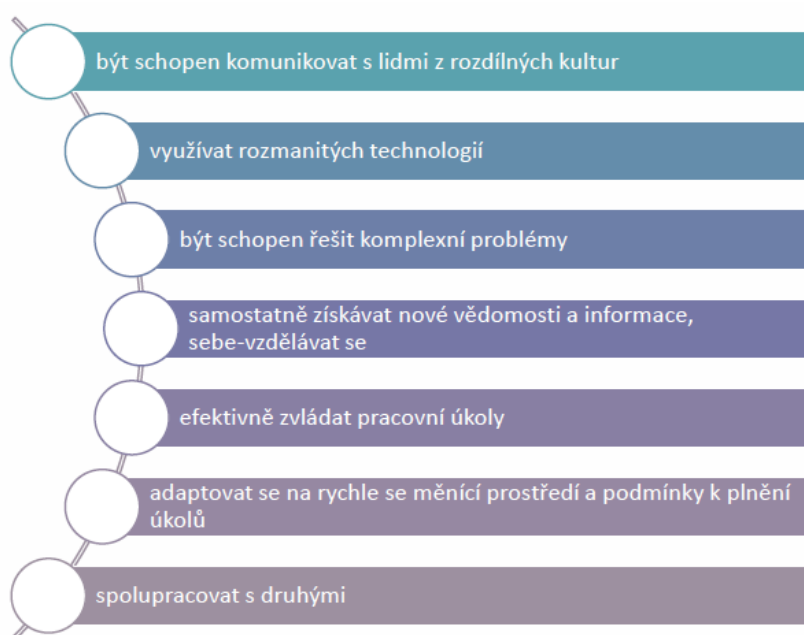 být schopen komunikovat s lidmi z rozdílných kultur
využívat rozmanitých technologií
být schopen řešit komplexní problémy
samostatně získávat nové vědomosti a informace,
sebe-vzdělávat se
efektivně zvládat pracovní úkoly
adaptovat se na rychle se měnící prostředí a podmínky k plnění
úkolů
spolupracovat s druhými